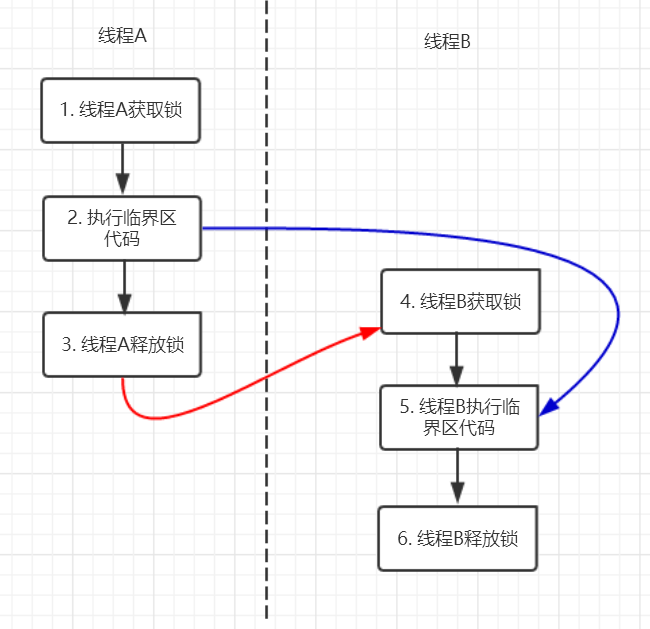 线程A
线程B
1. 线程A获取锁
2. 执行临界区
代码
3. 线程A释放锁
4. 线程B获取锁
5. 线程B执行临
界区代码
6. 线程B释放锁